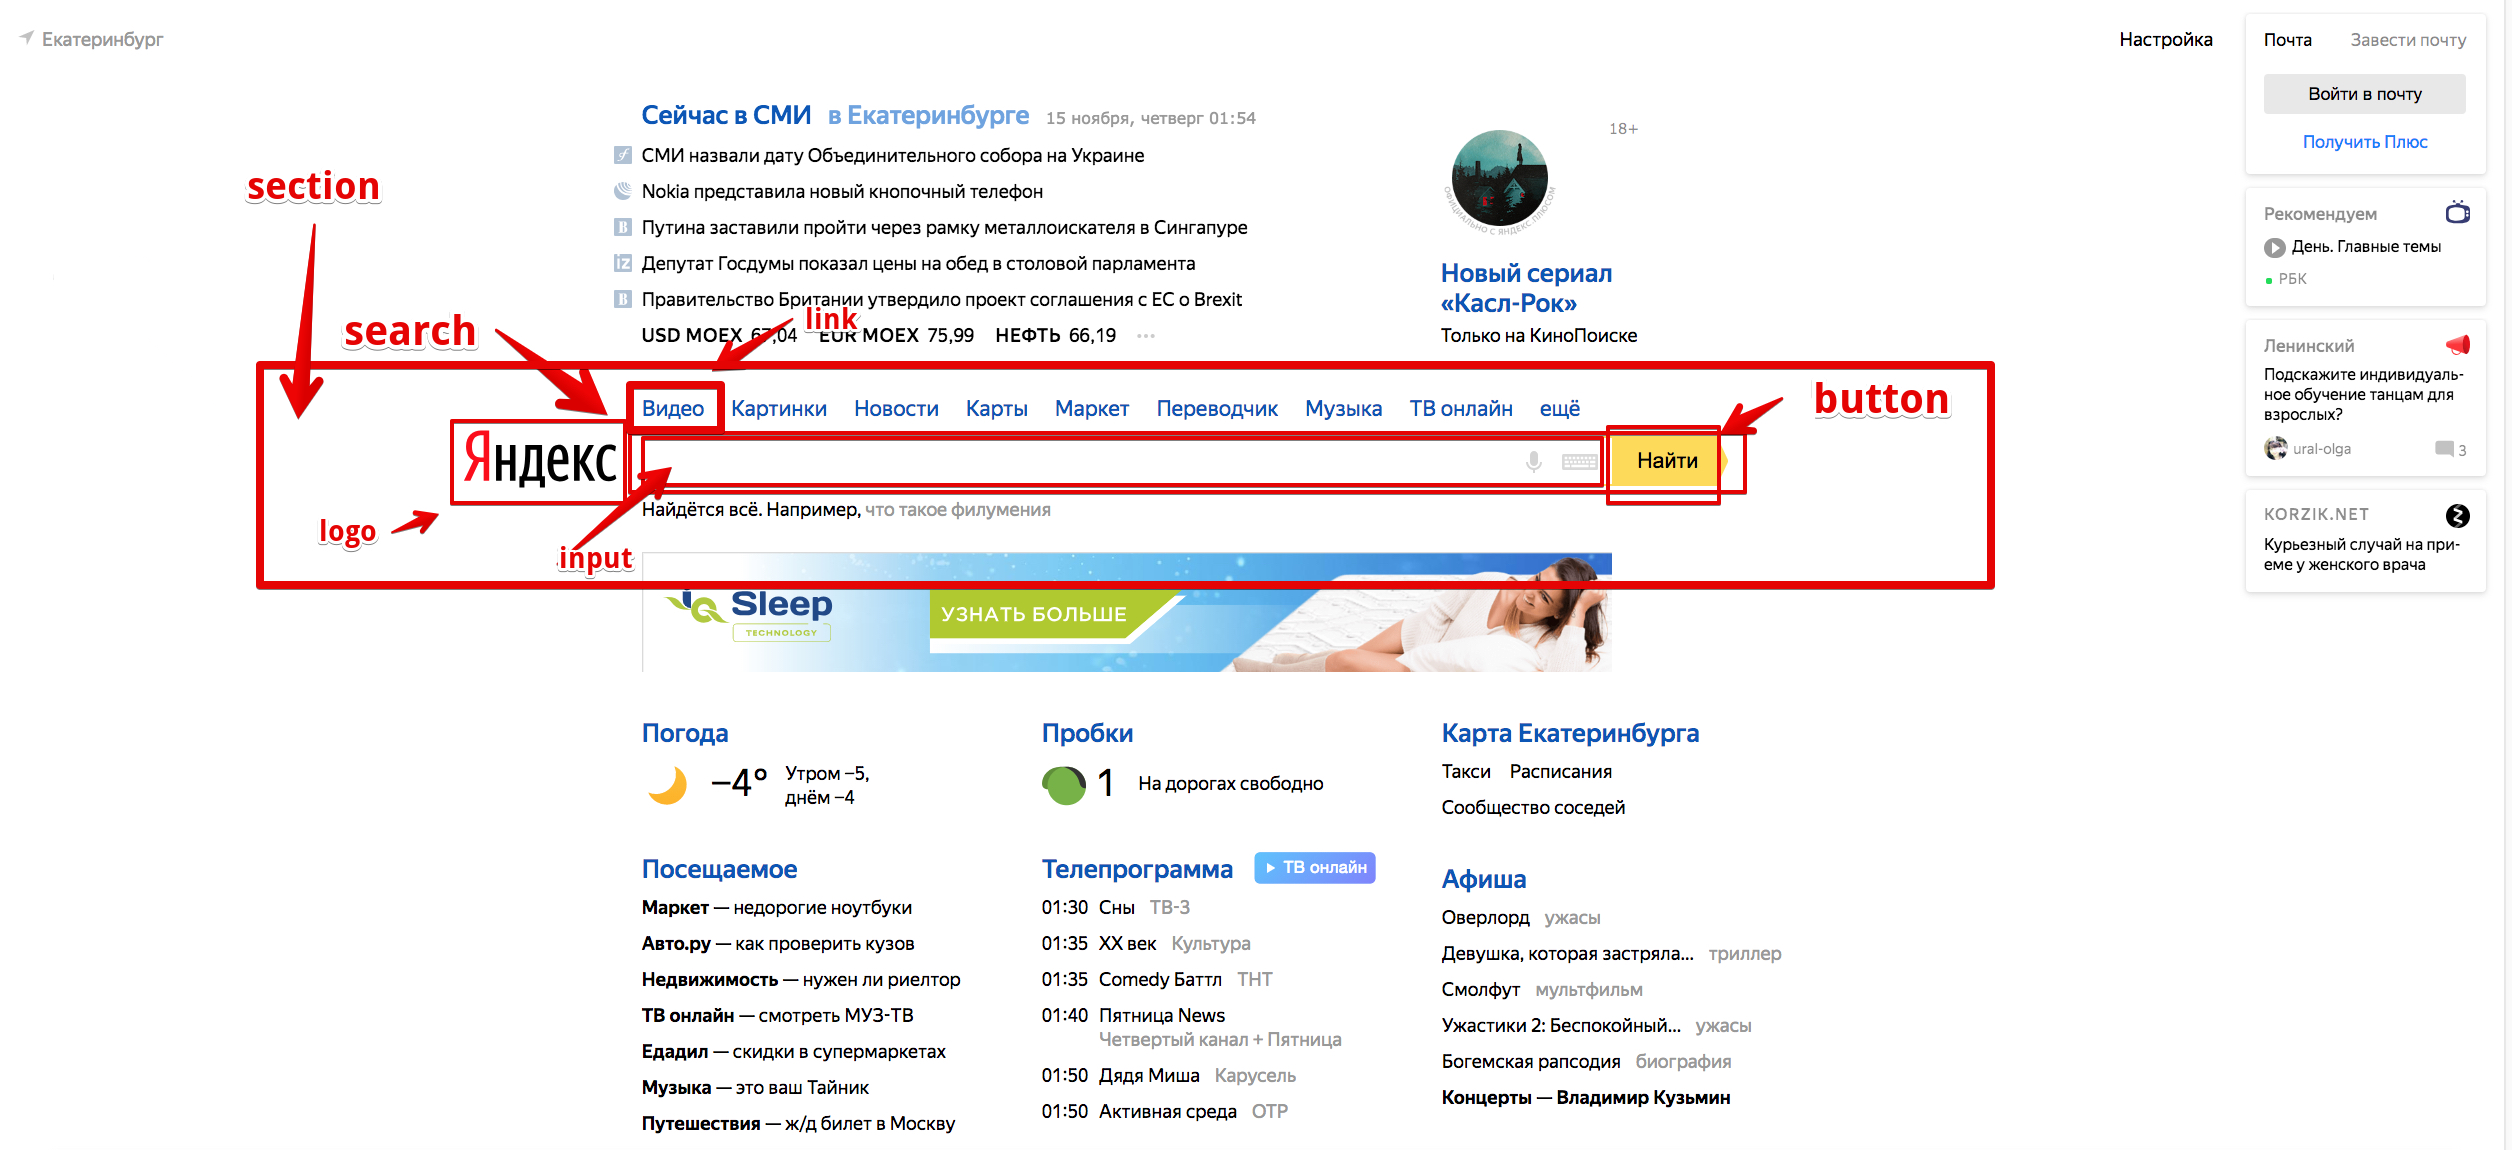 Екатеринбург
Настройка
Почта Завести почту
Войти в почту
Получить Плюс
Сейчас в СМИ в Екатеринбурге 15 ноября, четверг 01:54
СМИ назвали дату Объединительного собора на Украине
Nokia представила новый кнопочный телефон
Путина заставили пройти через рамку металлоискателя в Сингапуре
Депутат Госдумы показал цены на обед в столовой парламента
Правительство Британии утвердило проект соглашения с ЕС о Brexit
USD MOEX 67,04 EUR MOEX 75,99 НЕФТЬ 66,19
18+
ОФИЦИАЛЬНО С ЯНДЕКС.ПЛЮСОМ
Новый сериал
«Касл-Рок»
Только на КиноПоиске
Рекомендуем
День. Главные темы
РБК
Ленинский
Подскажите индивидуаль-
ное обучение танцам для
взрослых?
ural-olga 3
KORZIK.NET
Курьезный случай на при-
еме у женского врача
section
search
link
button
logo
input
Видео Картинки Новости Карты Маркет Переводчик Музыка ТВ онлайн ещё
Яндекс
Найти
Найдётся всё. Например, что такое филумения
iQ Sleep
TECHNOLOGY
УЗНАТЬ БОЛЬШЕ
Погода
−4° Утром −5,
днём −4
Пробки
1 На дорогах свободно
Карта Екатеринбурга
Такси Расписания
Сообщество соседей
Посещаемое
Маркет — недорогие ноутбуки
Авто.ру — как проверить кузов
Недвижимость — нужен ли риелтор
ТВ онлайн — смотреть МУЗ-ТВ
Едадил — скидки в супермаркетах
Музыка — это ваш Тайник
Путешествия — ж/д билет в Москву
Телепрограмма ТВ онлайн
01:30 Сны ТВ-3
01:35 XX век Культура
01:35 Comedy Баттл ТНТ
01:40 Пятница News
Четвертый канал + Пятница
01:50 Дядя Миша Карусель
01:50 Активная среда ОТР
Афиша
Оверлорд ужасы
Девушка, которая застряла... триллер
Смолфут мультфильм
Ужастики 2: Беспокойный... ужасы
Богемская рапсодия биография
Концерты — Владимир Кузьмин